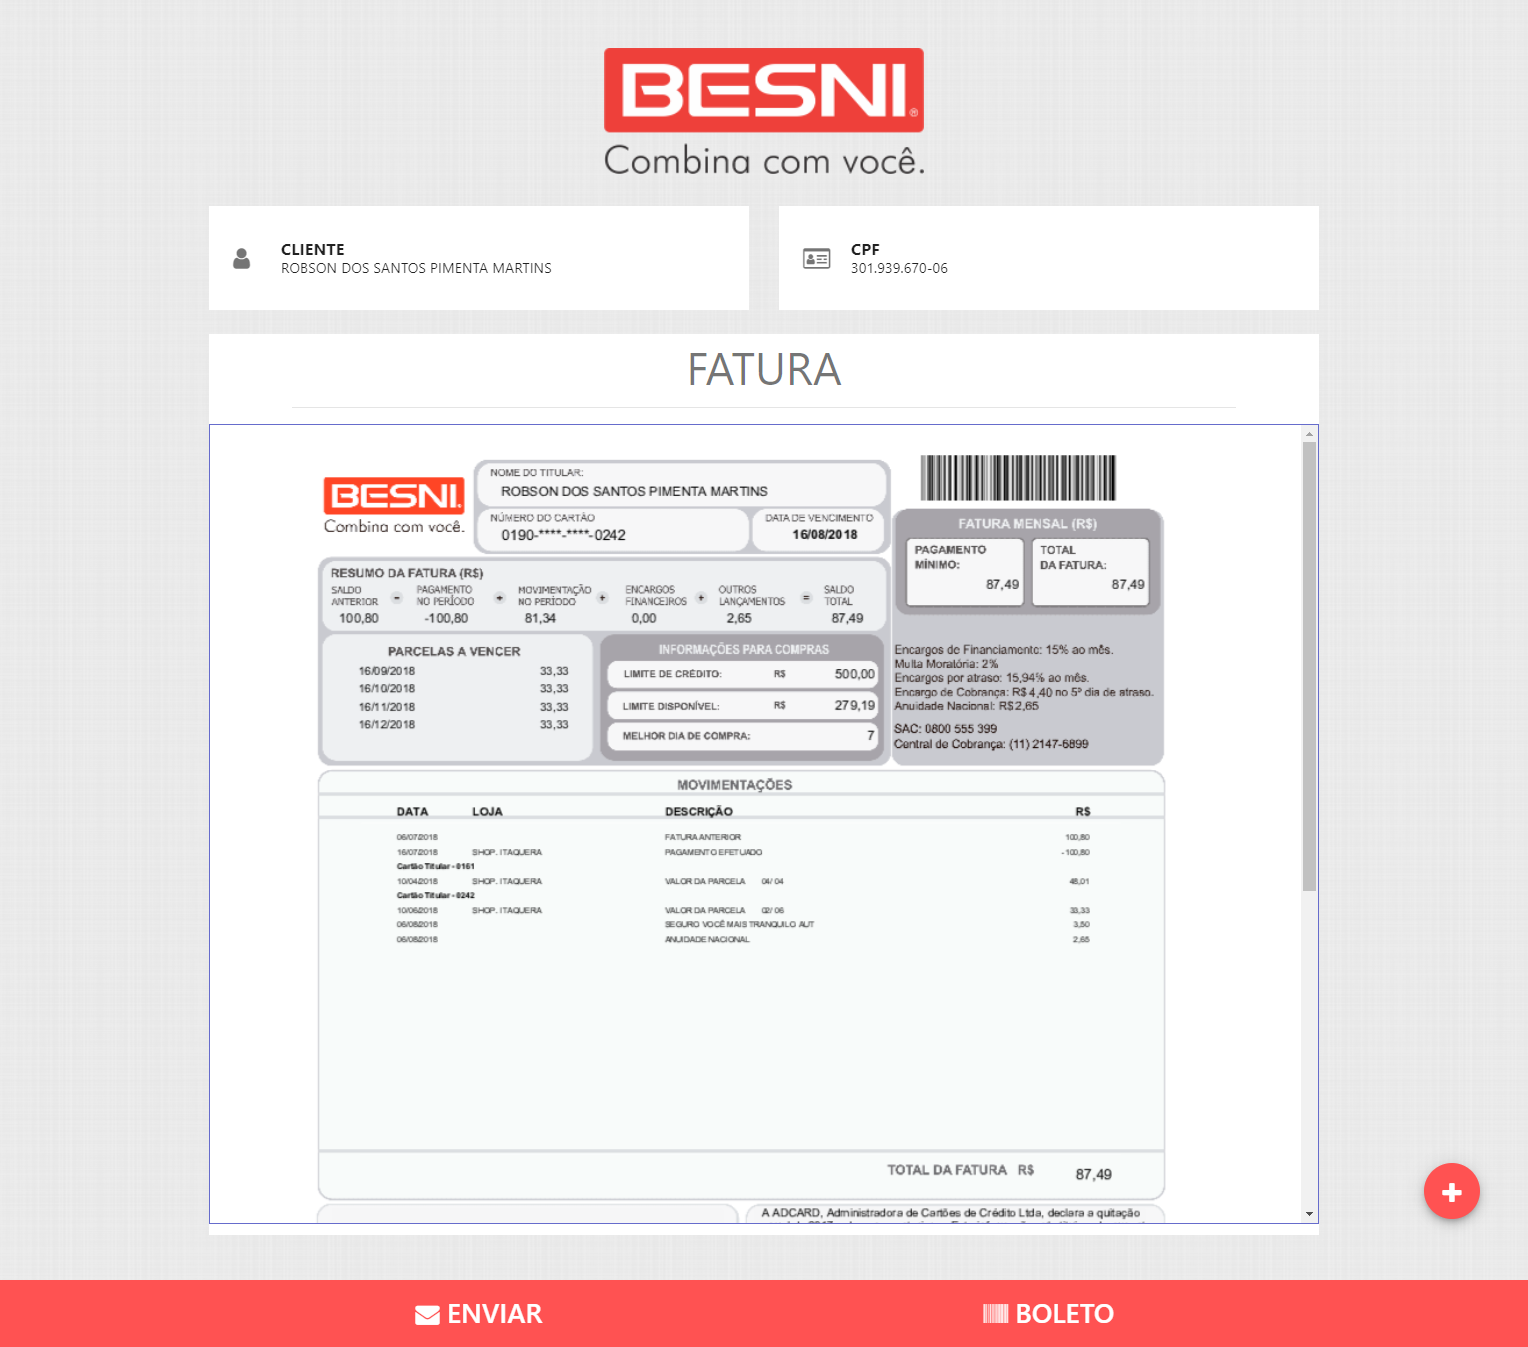 BESNI®
Combina com você.
CLIENTE
ROBSON DOS SANTOS PIMENTA MARTINS
CPF
301.939.670-06
FATURA
BESNI.
Combina com você.
NOME DO TITULAR:
ROBSON DOS SANTOS PIMENTA MARTINS
NÚMERO DO CARTÃO
0190-****-****-0242
DATA DE VENCIMENTO
16/08/2018
FATURA MENSAL (R$)
PAGAMENTO
MÍNIMO:
87,49
TOTAL
DA FATURA:
87,49
RESUMO DA FATURA (R$)
SALDO
ANTERIOR
-
PAGAMENTO
NO PERÍODO
+
MOVIMENTAÇÃO
NO PERÍODO
+
ENCARGOS
FINANCEIROS
+
OUTROS
LANÇAMENTOS
=
SALDO
TOTAL
100,80 -100,80 81,34 0,00 2,65 87,49
PARCELAS A VENCER
16/09/2018 33,33
16/10/2018 33,33
16/11/2018 33,33
16/12/2018 33,33
INFORMAÇÕES PARA COMPRAS
LIMITE DE CRÉDITO: R$ 500,00
LIMITE DISPONÍVEL: R$ 279,19
MELHOR DIA DE COMPRA: 7
Encargos de Financiamento: 15% ao mês.
Multa Moratória: 2%
Encargos por atraso: 15,94% ao mês.
Encargo de Cobrança: R$ 4,40 no 5º dia de atraso.
Anuidade Nacional: R$ 2,65
SAC: 0800 555 399
Central de Cobrança: (11) 2147-6899
MOVIMENTAÇÕES
DATA LOJA DESCRIÇÃO R$
06/07/2018 FATURA ANTERIOR 100,80
16/07/2018 SHOP. ITAQUERA PAGAMENTO EFETUADO -100,80
Cartão Titular - 0161
10/04/2018 SHOP. ITAQUERA VALOR DA PARCELA 04/ 04 48,01
Cartão Titular - 0242
10/06/2018 SHOP. ITAQUERA VALOR DA PARCELA 02/ 06 33,33
06/08/2018 SEGURO VOCÊ MAIS TRANQUILO AUT 3,50
06/08/2018 ANUIDADE NACIONAL 2,65
TOTAL DA FATURA R$ 87,49
A ADCARD, Administradora de Cartões de Crédito Ltda, declara a quitação
ENVIAR
BOLETO